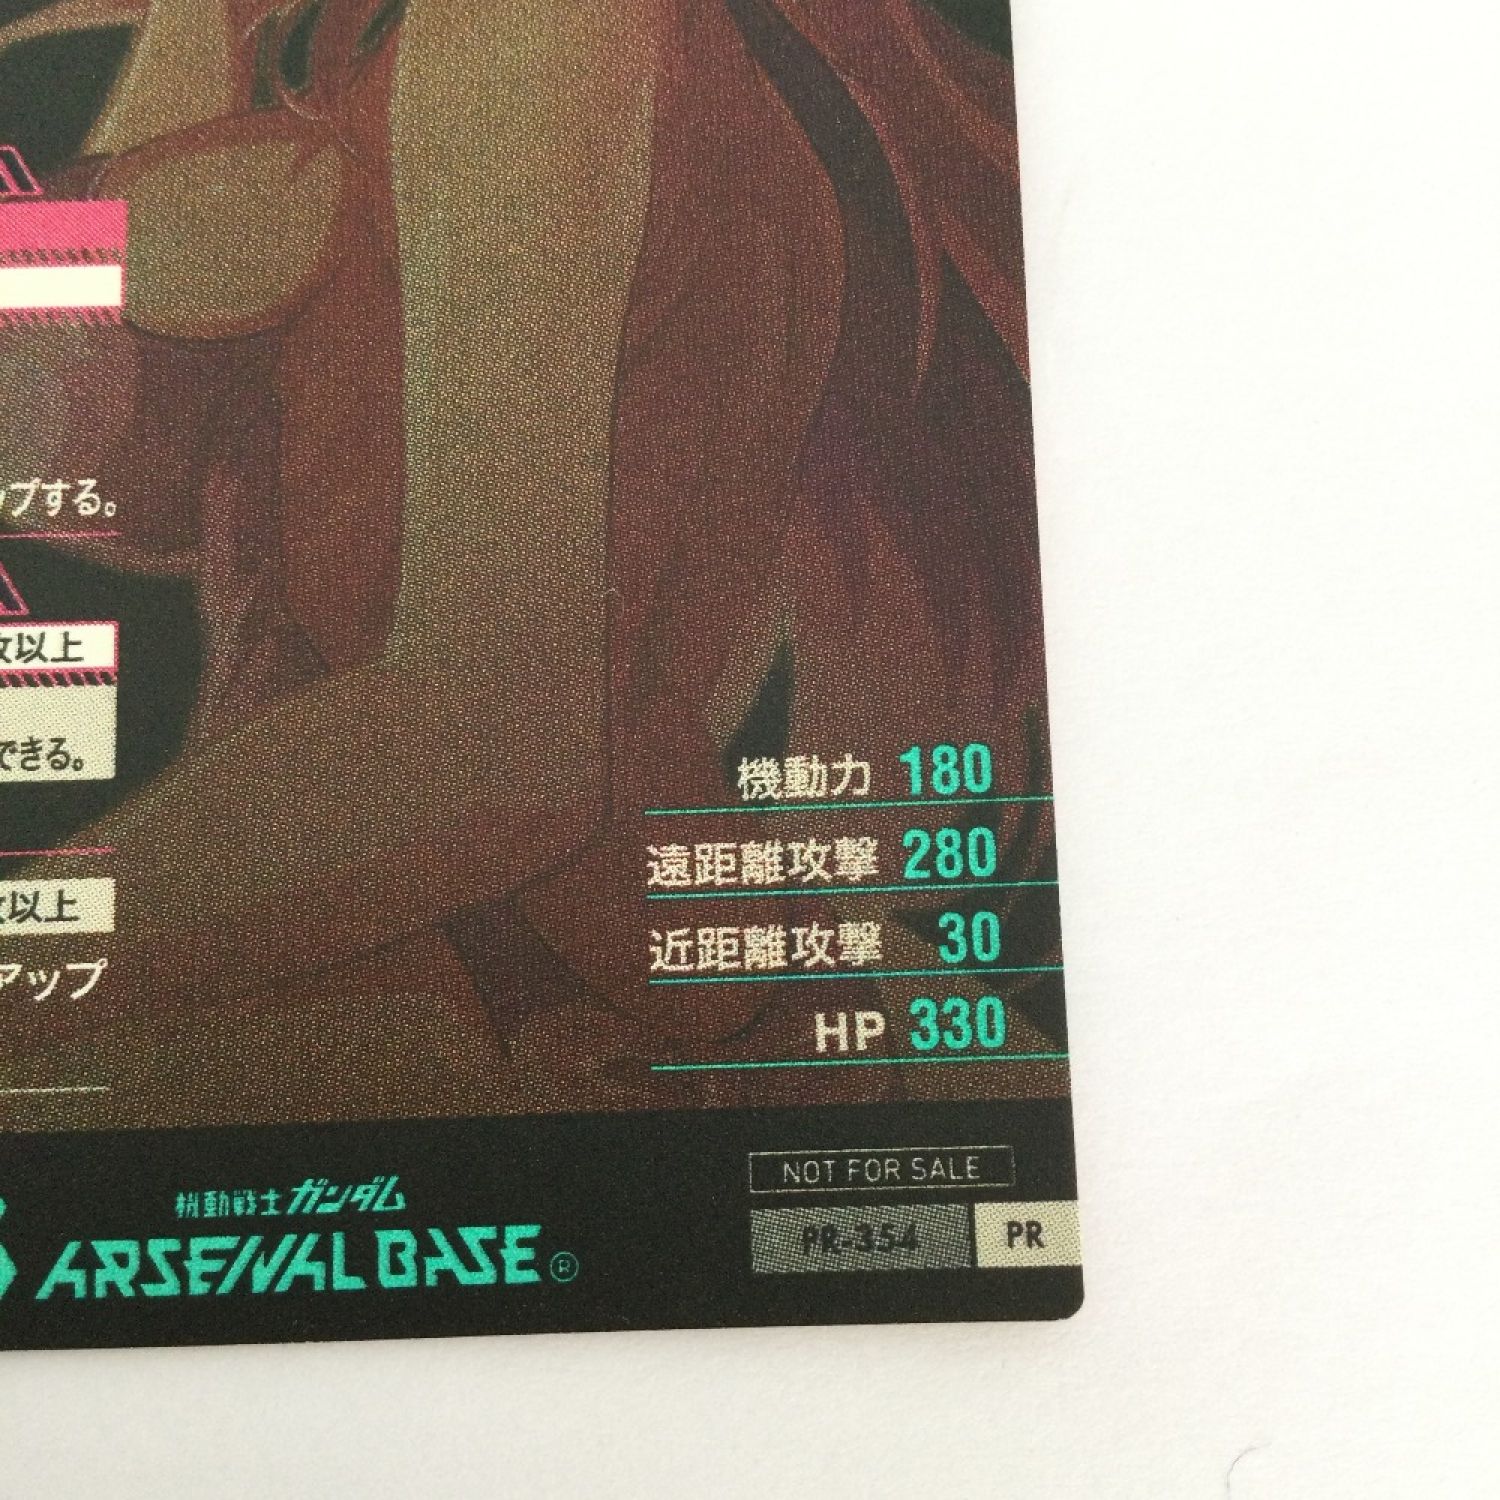 ップする。
以上
できる。
以上
アップ
機動力 180
遠距離攻撃 280
近距離攻撃 30
HP 330
NOT FOR SALE
PR-354 PR
機動戦士ガンダム
ARSENAL BASE®